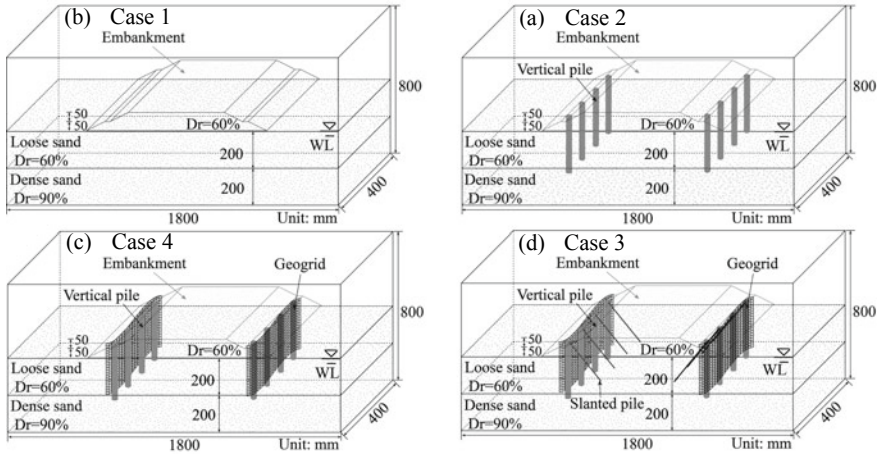 (b) Case 1
Embankment
800
50
50
Dr=60%
WL
Loose sand
Dr=60%
200
Dense sand
Dr=90%
200
400
1800
Unit: mm
(a) Case 2
Embankment
Vertical pile
800
50
50
Dr=60%
WL
Loose sand
Dr=60%
200
Dense sand
Dr=90%
200
400
1800
Unit: mm
(c) Case 4
Embankment
Geogrid
Vertical pile
800
50
50
Dr=60%
WL
Loose sand
Dr=60%
200
Dense sand
Dr=90%
200
400
1800
Unit: mm
(d) Case 3
Embankment
Geogrid
Vertical pile
800
50
50
Dr=60%
WL
Loose sand
Dr=60%
200
Dense sand
Dr=90%
Slanted pile
200
400
1800
Unit: mm